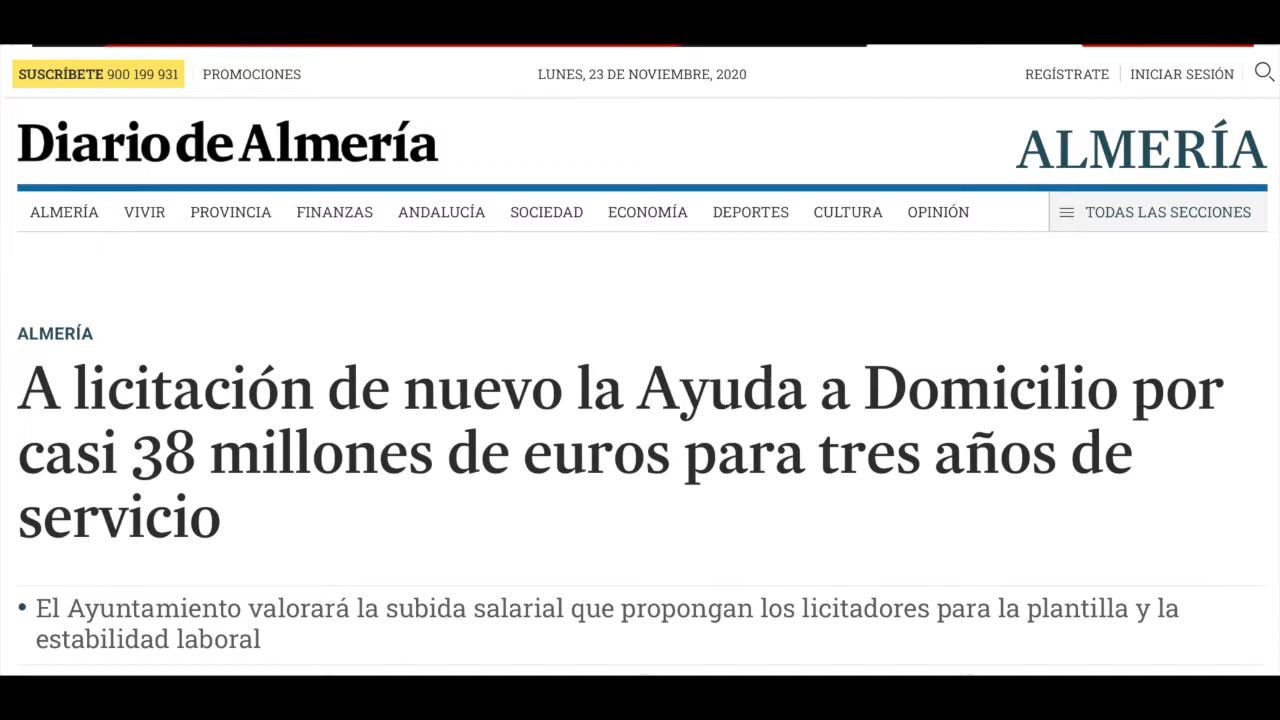 SUSCRÍBETE 900 199 931 PROMOCIONES LUNES, 23 DE NOVIEMBRE, 2020 REGÍSTRATE INICIAR SESIÓN
Diario de Almería ALMERÍA
ALMERÍA VIVIR PROVINCIA FINANZAS ANDALUCÍA SOCIEDAD ECONOMÍA DEPORTES CULTURA OPINIÓN TODAS LAS SECCIONES
ALMERÍA
A licitación de nuevo la Ayuda a Domicilio por
casi 38 millones de euros para tres años de
servicio
• El Ayuntamiento valorará la subida salarial que propongan los licitadores para la plantilla y la
estabilidad laboral